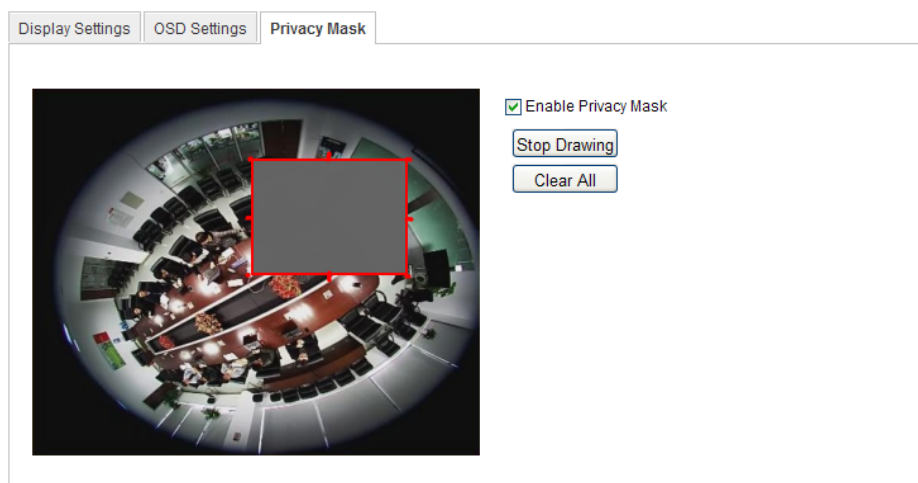 Display Settings OSD Settings Privacy Mask
Enable Privacy Mask
Stop Drawing
Clear All